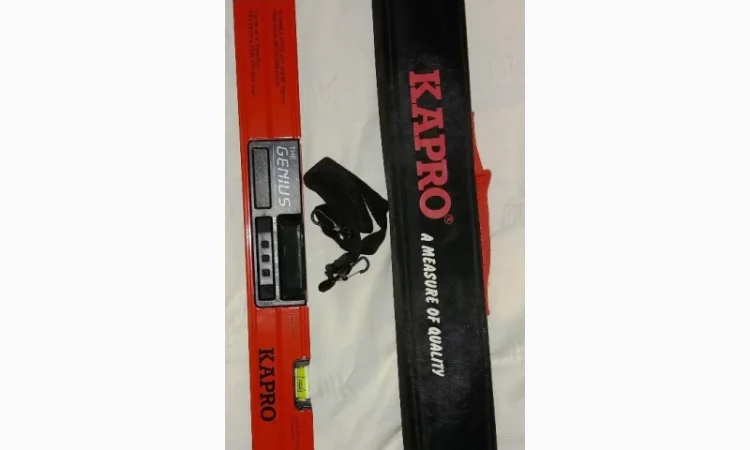 THE
GENIUS
KAPRO
KAPRO®
A MEASURE OF QUALITY